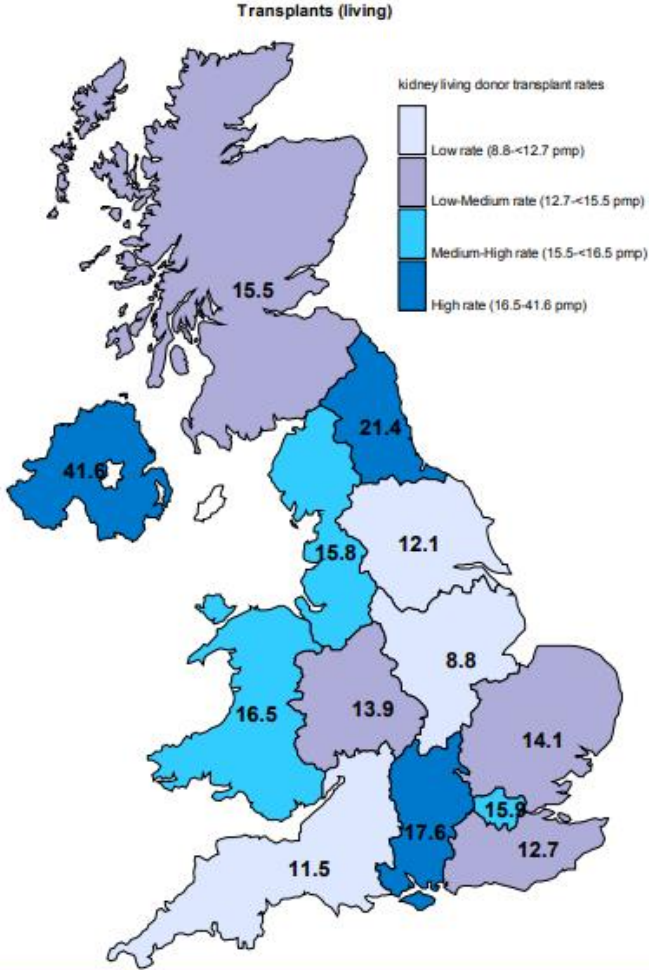 Transplants (living)
kidney living donor transplant rates
Low rate (8.8-<12.7 pmp)
Low-Medium rate (12.7-<15.5 pmp)
Medium-High rate (15.5-<16.5 pmp)
High rate (16.5-41.6 pmp)
15.5
21.4
41.6
12.1
15.8
8.8
16.5
13.9
14.1
15.9
17.6
12.7
11.5